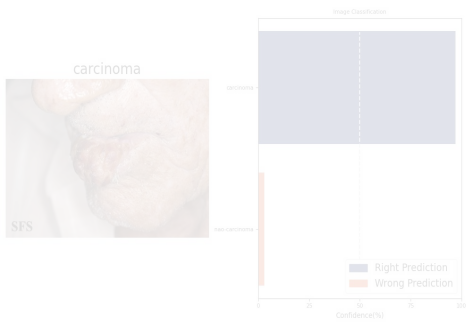 Image Classification
carcinoma
carcinoma
SFS
non-carcinoma
Right Prediction
Wrong Prediction
0 25 50 75 100
Confidence(%)